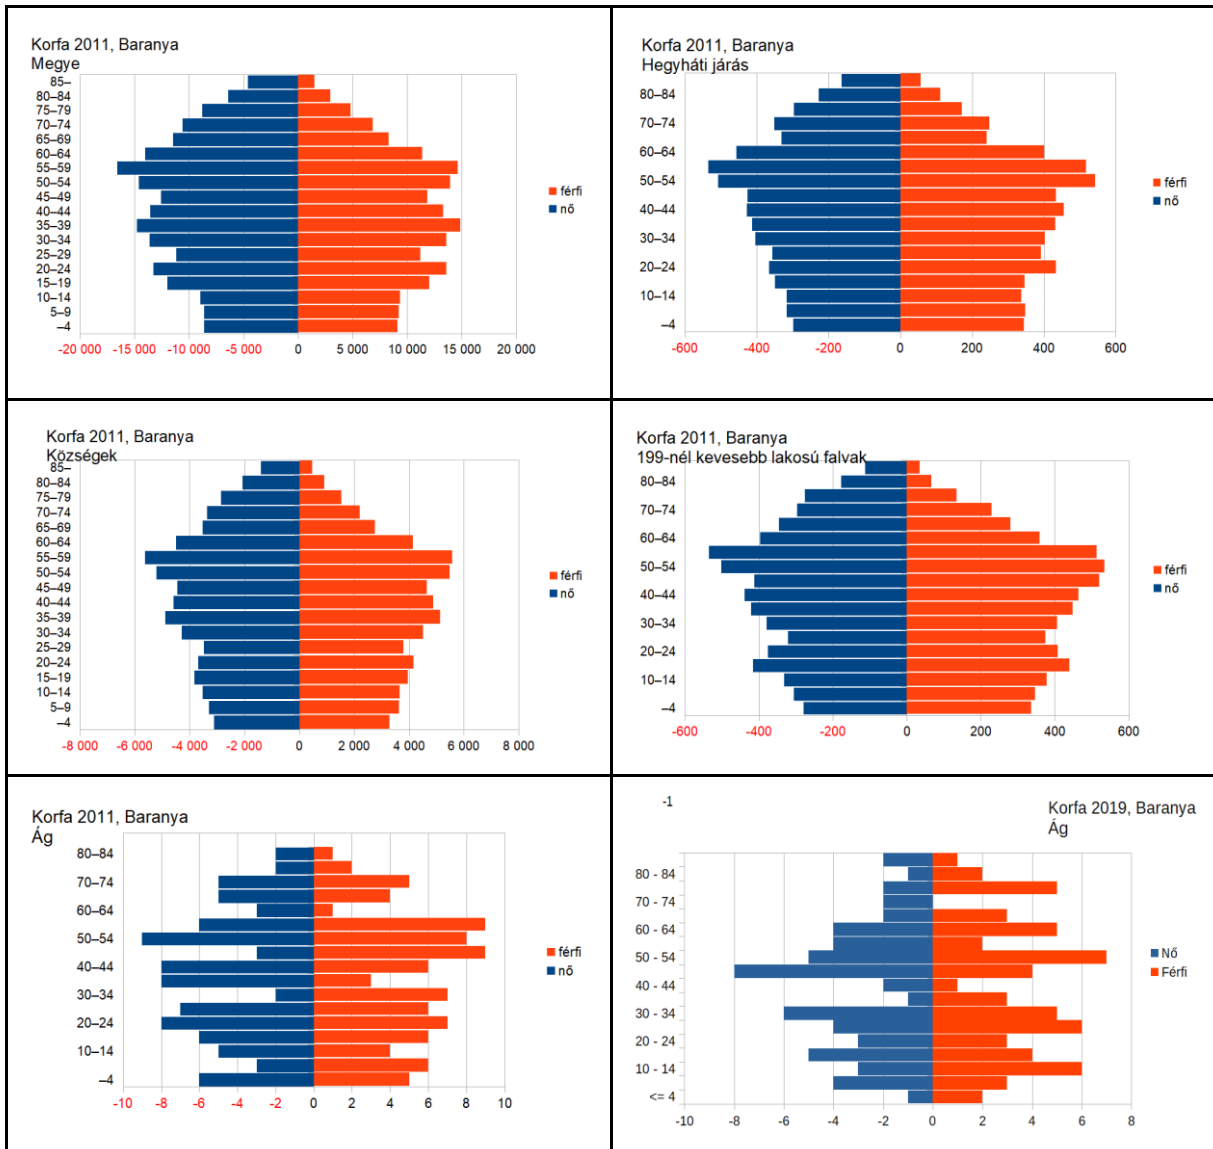 Korfa 2011, Baranya
Megye
85–
80–84
75–79
70–74
65–69
60–64
55–59
50–54
45–49
40–44
35–39
30–34
25–29
20–24
15–19
10–14
5–9
–4
-20 000 -15 000 -10 000 -5 000 0 5 000 10 000 15 000 20 000
férfi
nő
Korfa 2011, Baranya
Hegyháti járás
80–84
70–74
60–64
50–54
40–44
30–34
20–24
10–14
–4
-600 -400 -200 0 200 400 600
férfi
nő
Korfa 2011, Baranya
Községek
85–
80–84
75–79
70–74
65–69
60–64
55–59
50–54
45–49
40–44
35–39
30–34
25–29
20–24
15–19
10–14
5–9
–4
-8 000 -6 000 -4 000 -2 000 0 2 000 4 000 6 000 8 000
férfi
nő
Korfa 2011, Baranya
199-nél kevesebb lakosú falvak
80–84
70–74
60–64
50–54
40–44
30–34
20–24
10–14
–4
-600 -400 -200 0 200 400 600
férfi
nő
Korfa 2011, Baranya
Ág
80–84
70–74
60–64
50–54
40–44
30–34
20–24
10–14
–4
-10 -8 -6 -4 -2 0 2 4 6 8 10
férfi
nő
-1
Korfa 2019, Baranya
Ág
80 - 84
70 - 74
60 - 64
50 - 54
40 - 44
30 - 34
20 - 24
10 - 14
<= 4
-10 -8 -6 -4 -2 0 2 4 6 8
Nő
Férfi